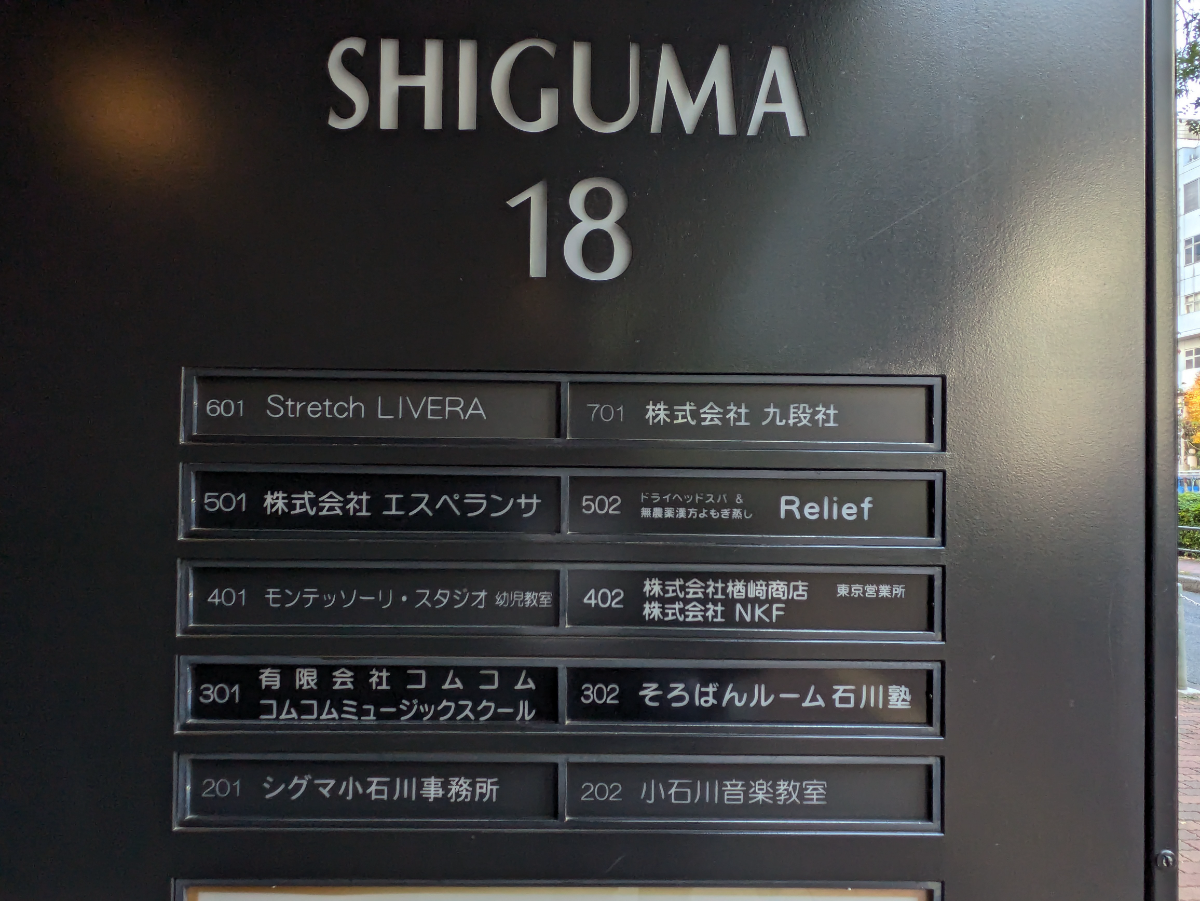 SHIGUMA
18
601 Stretch LIVERA
701 株式会社 九段社
501 株式会社 エスペランサ
502 ドライヘッドスパ &
無農薬漢方よもぎ蒸し Relief
401 モンテッソーリ・スタジオ 幼児教室
402 株式会社楢﨑商店 東京営業所
株式会社 NKF
301 有限会社コムコム
コムコムミュージックスクール
302 そろばんルーム石川塾
201 シグマ小石川事務所
202 小石川音楽教室